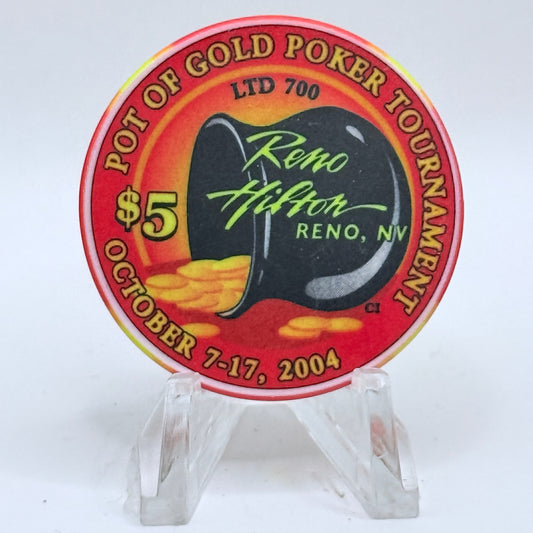 POT OF GOLD POKER TOURNAMENT
LTD 700
Reno
Hilton
RENO, NV
$5
CI
OCTOBER 7-17, 2004